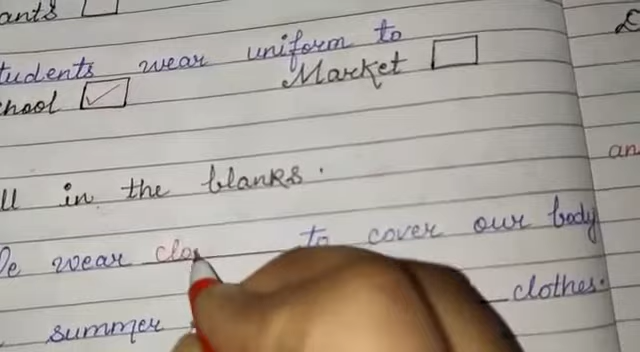 ants
tudents wear uniform to
chool Market
ll in the blanks.
an
e wear clo to cover our body
summer clothes.